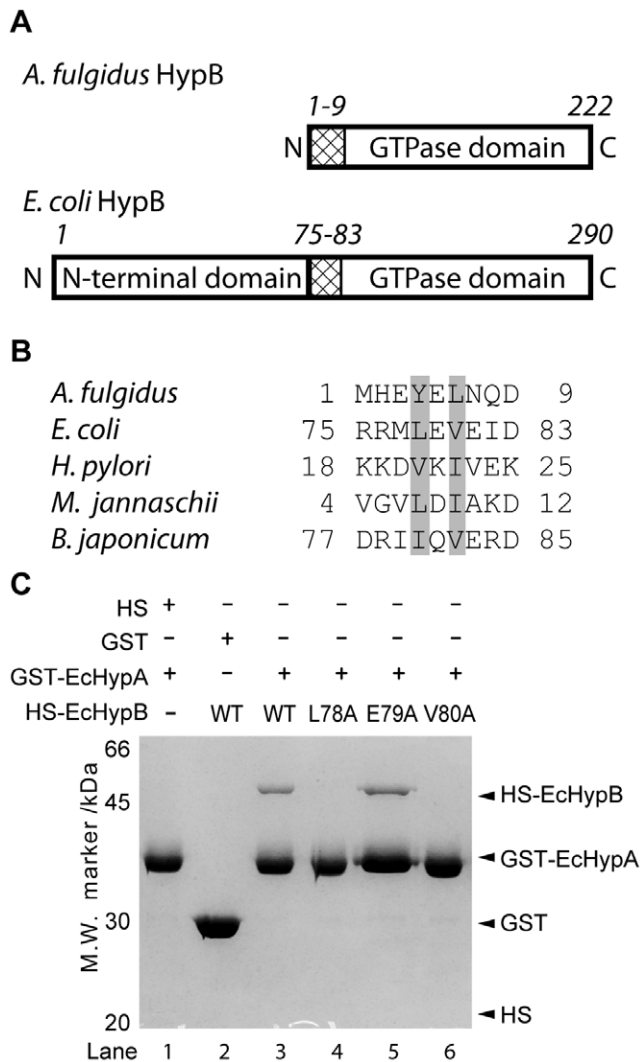 A
A. fulgidus HypB
1-9 222
N GTPase domain C
E. coli HypB
1 75-83 290
N N-terminal domain GTPase domain C
B
A. fulgidus 1 MHEYELNQD 9
E. coli 75 RRMLEVEID 83
H. pylori 18 KKDVKIVEK 25
M. jannaschii 4 VGVLDIAKD 12
B. japonicum 77 DRIIQVERD 85
C
HS + – – – – –
GST – + – – – –
GST-EcHypA + – + + + +
HS-EcHypB – WT WT L78A E79A V80A
M.W. marker /kDa
66
45
30
20
HS-EcHypB
GST-EcHypA
GST
HS
Lane 1 2 3 4 5 6